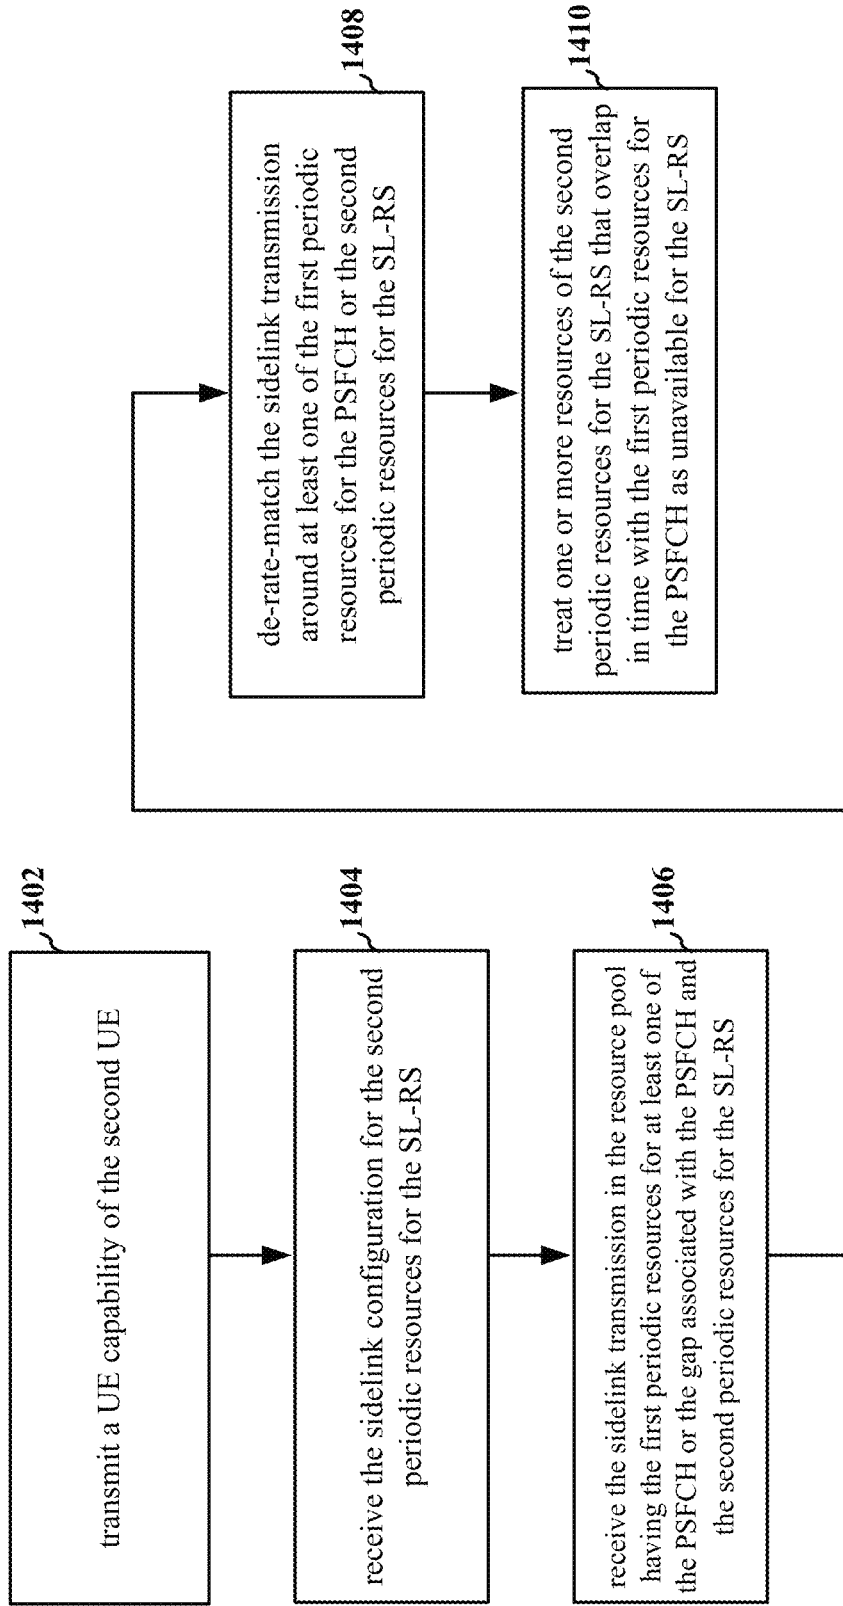 1402
transmit a UE capability of the second UE
1404
receive the sidelink configuration for the second
periodic resources for the SL-RS
1406
receive the sidelink transmission in the resource pool
having the first periodic resources for at least one of
the PSFCH or the gap associated with the PSFCH and
the second periodic resources for the SL-RS
1408
de-rate-match the sidelink transmission
around at least one of the first periodic
resources for the PSFCH or the second
periodic resources for the SL-RS
1410
treat one or more resources of the second
periodic resources for the SL-RS that overlap
in time with the first periodic resources for
the PSFCH as unavailable for the SL-RS